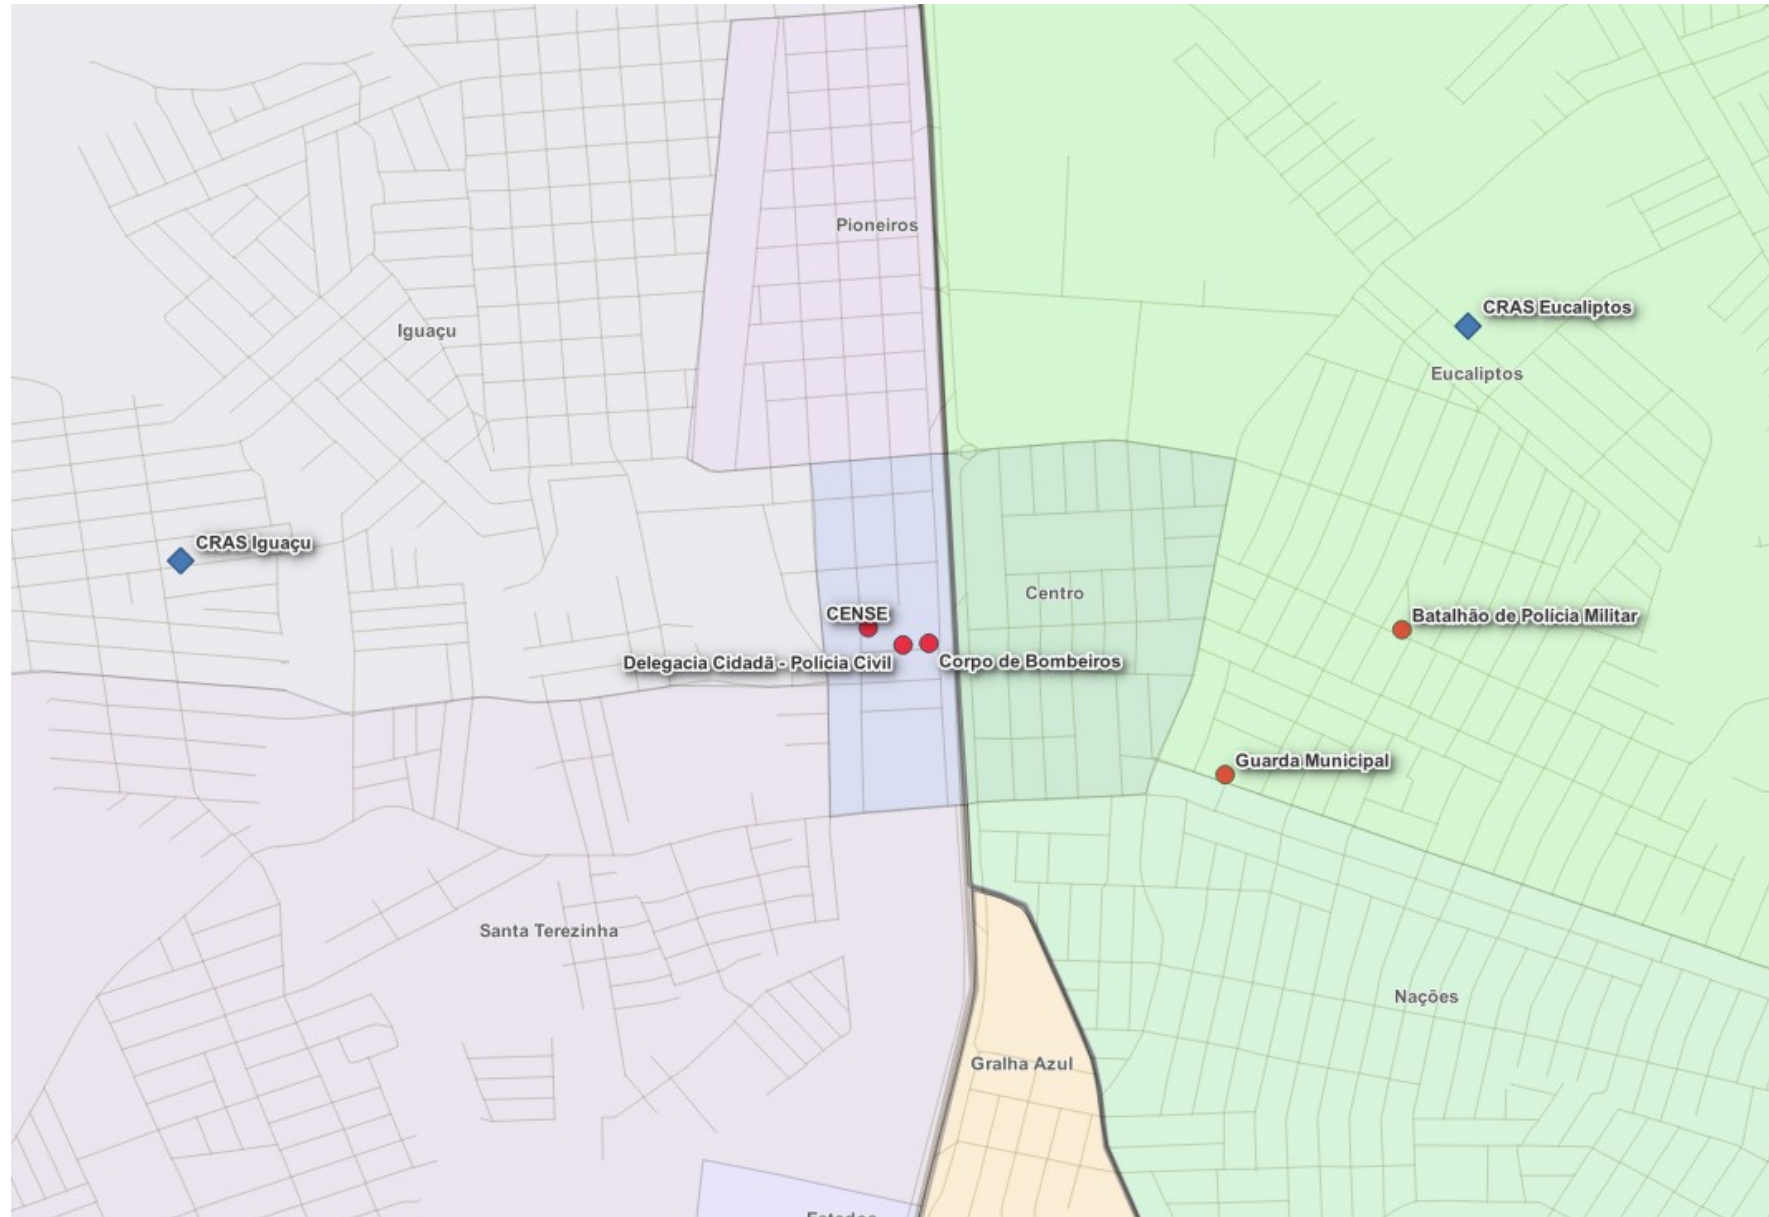 Pioneiros
CRAS Eucaliptos
Iguaçu
Eucaliptos
CRAS Iguaçu
Centro
CENSE
Batalhão de Polícia Militar
Delegacia Cidadã - Polícia Civil
Corpo de Bombeiros
Guarda Municipal
Santa Terezinha
Nações
Gralha Azul
Estados